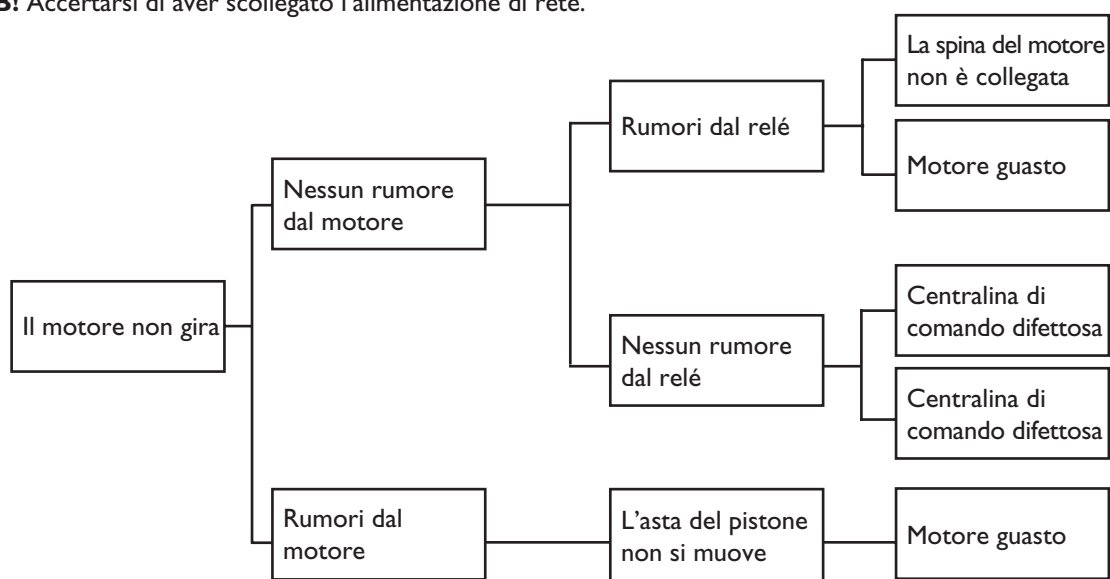 B! Accertarsi di aver scollegato l'alimentazione di rete.
La spina del motore
non è collegata
Rumori dal relé
Motore guasto
Nessun rumore
dal motore
Il motore non gira
Centralina di
comando difettosa
Nessun rumore
dal relé
Centralina di
comando difettosa
Rumori dal
motore
L'asta del pistone
non si muove
Motore guasto